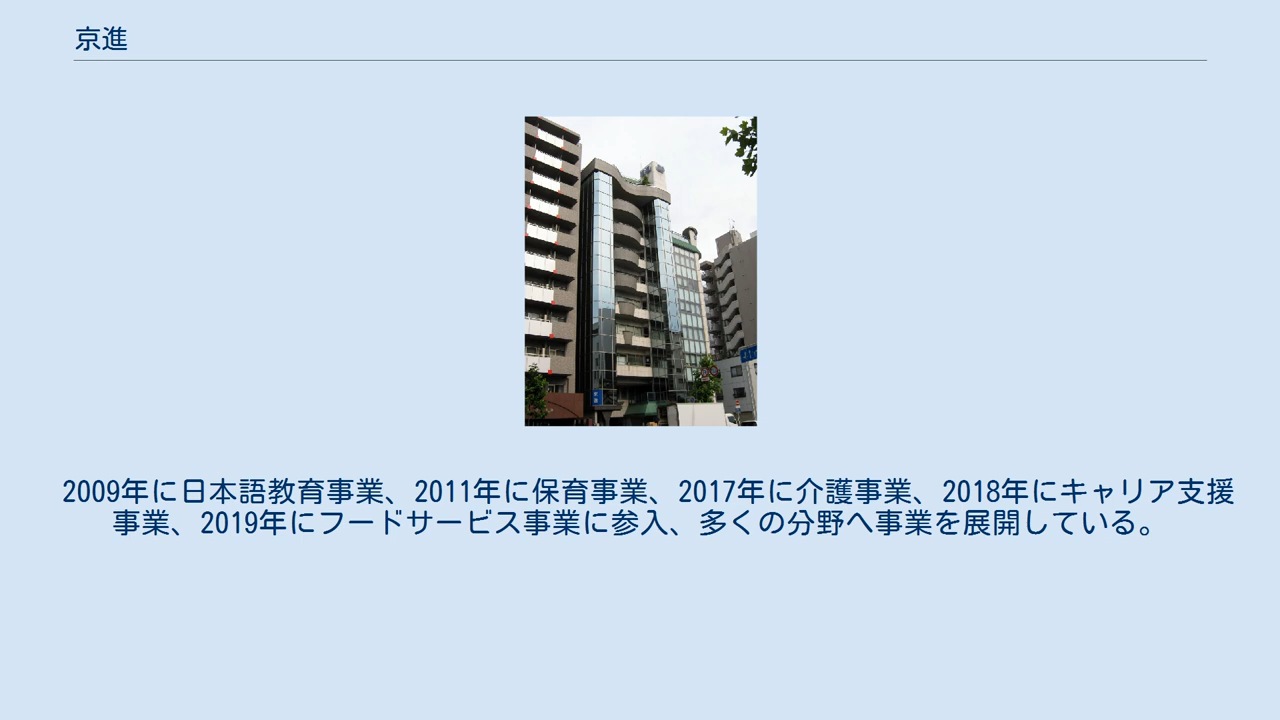 京進
2009年に日本語教育事業、2011年に保育事業、2017年に介護事業、2018年にキャリア支援
事業、2019年にフードサービス事業に参入、多くの分野へ事業を展開している。